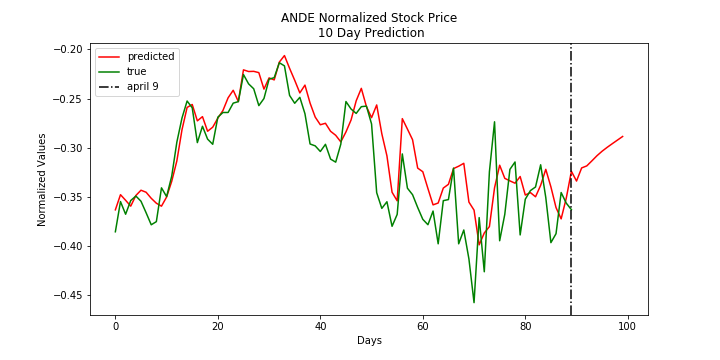 ANDE Normalized Stock Price
10 Day Prediction
predicted
true
april 9
Normalized Values
−0.20
−0.25
−0.30
−0.35
−0.40
−0.45
0
20
40
60
80
100
Days